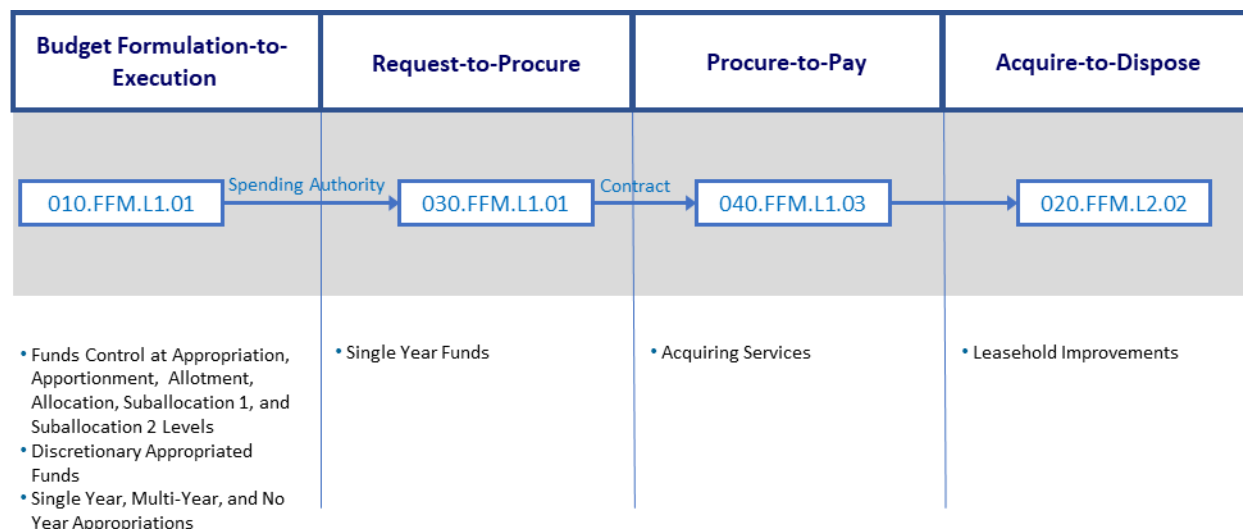 Budget Formulation-to-
Execution
Request-to-Procure
Procure-to-Pay
Acquire-to-Dispose
010.FFM.L1.01
Spending Authority
030.FFM.L1.01
Contract
040.FFM.L1.03
020.FFM.L2.02
• Funds Control at Appropriation,
Apportionment, Allotment,
Allocation, Suballocation 1, and
Suballocation 2 Levels
• Discretionary Appropriated
Funds
• Single Year, Multi-Year, and No
Year Appropriations
• Single Year Funds
• Acquiring Services
• Leasehold Improvements